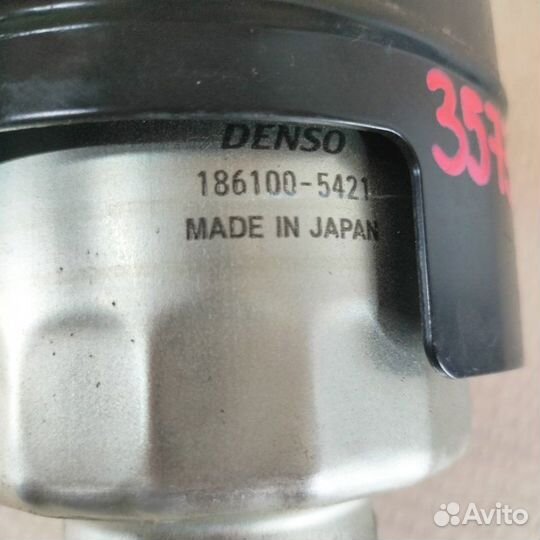 DENSO
186100-5421
MADE IN JAPAN
Avito